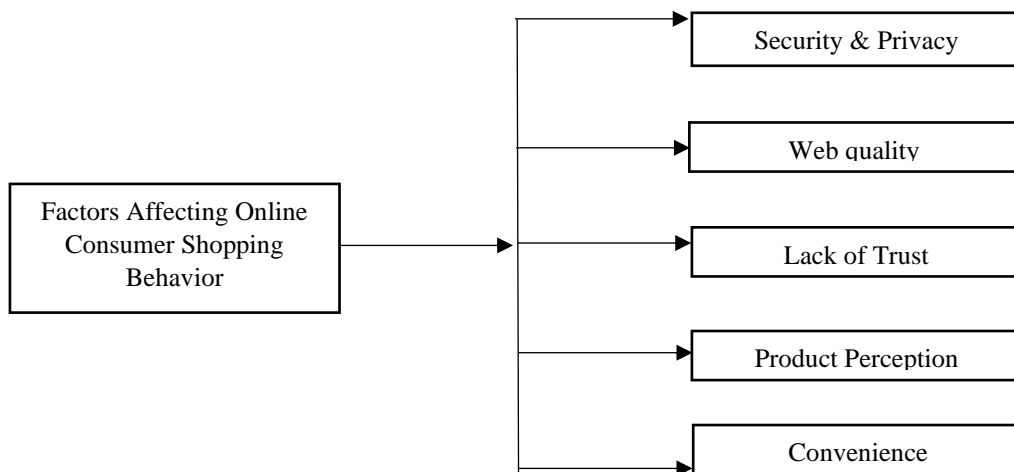 Security & Privacy
Web quality
Factors Affecting Online
Consumer Shopping
Behavior
Lack of Trust
Product Perception
Convenience